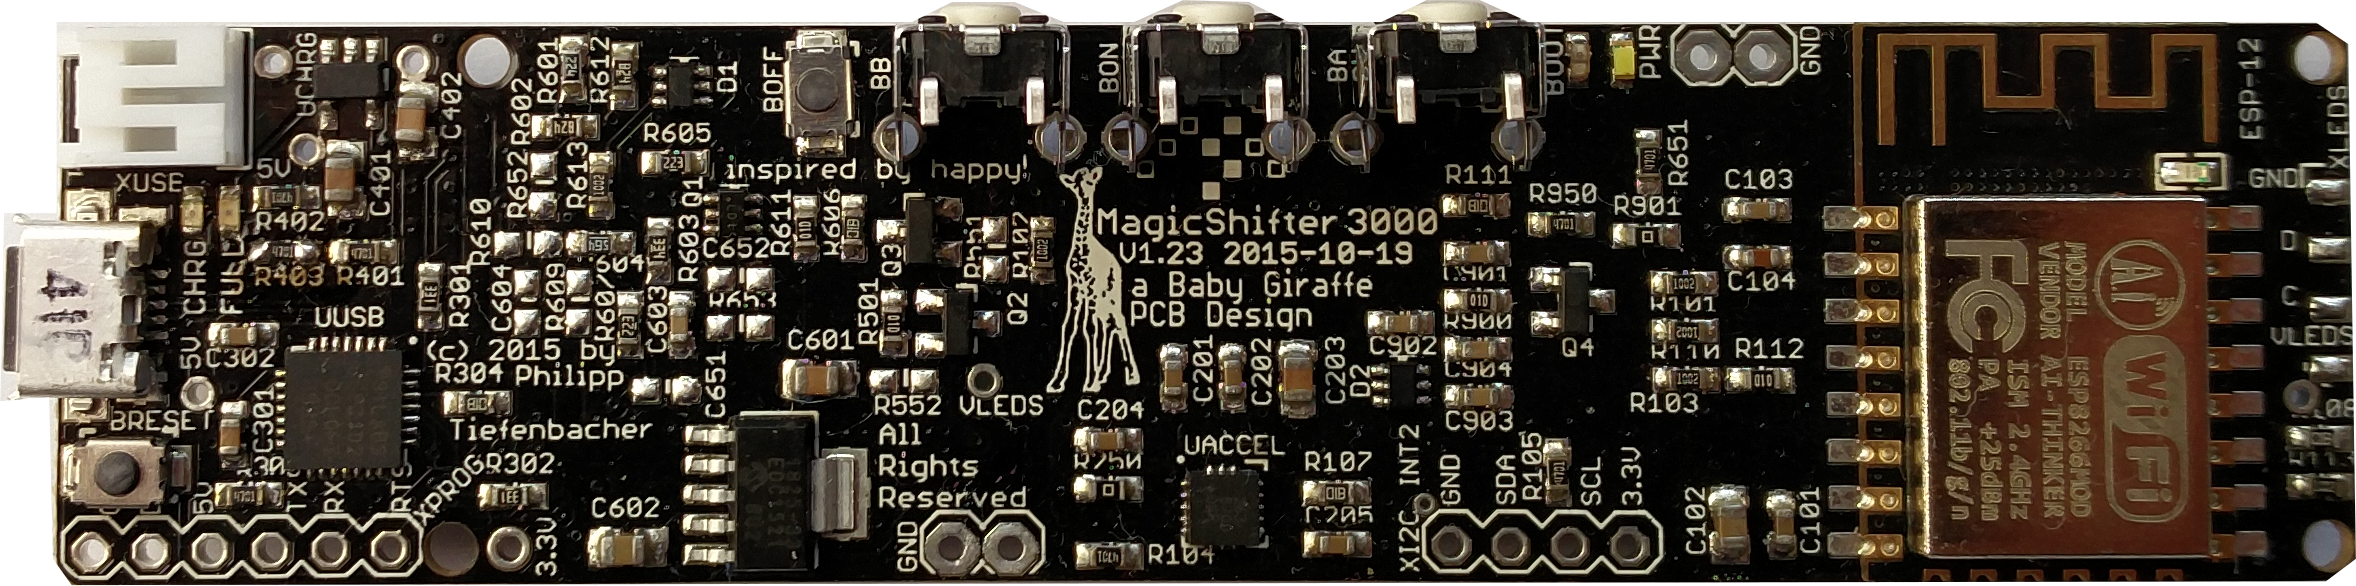 UCHRG
C402
R601
R612
R602
D1
BOFF
BB
BON
BA
PWR
GND
ESP-12
VLEDS
5V
XUSB
C401
R402
R403
R401
CHRG
R652
R613
R605
inspired by happy!
R610
Q1
R603
C652
R611
R606
Q3
R102
R111
R950
R651
R901
C103
C104
GND
D
C
VLEDS
MagicShifter 3000
V1.23 2015-10-19
a Baby Giraffe
PCB Design
UUSB
5V
C302
R301
C604
R609
C603
C651
C601
R501
Q2
(c) 2015 by
R304 Philipp
Tiefenbacher
R552
VLEDS
All
Rights
Reserved
C201
C202
C203
C204
C902
D2
R900
C904
C903
Q4
R101
R110
R112
R103
BRESET
C301
R302
5V
TX
RX
RTS
XPROG
3.3V
C602
GND
UACCEL
R107
C205
R104
INT2
XI2C
GND
SDA
R105
SCL
3.3V
C102
C101
Ai
WiFi
FC
MODEL ESP8266MOD
VENDOR AI-THINKER
ISM 2.4GHz
PA +25dBm
802.11b/g/n